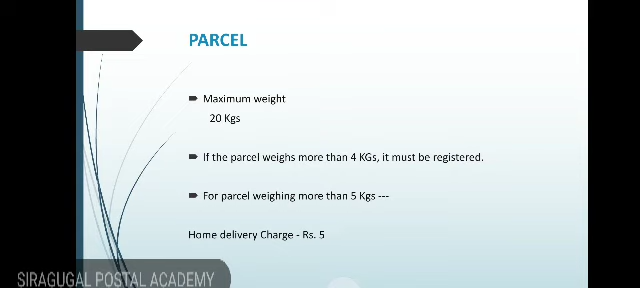 PARCEL
Maximum weight
20 Kgs
If the parcel weighs more than 4 KGs, it must be registered.
For parcel weighing more than 5 Kgs ---
Home delivery Charge - Rs. 5
SIRAGUGAL POSTAL ACADEMY